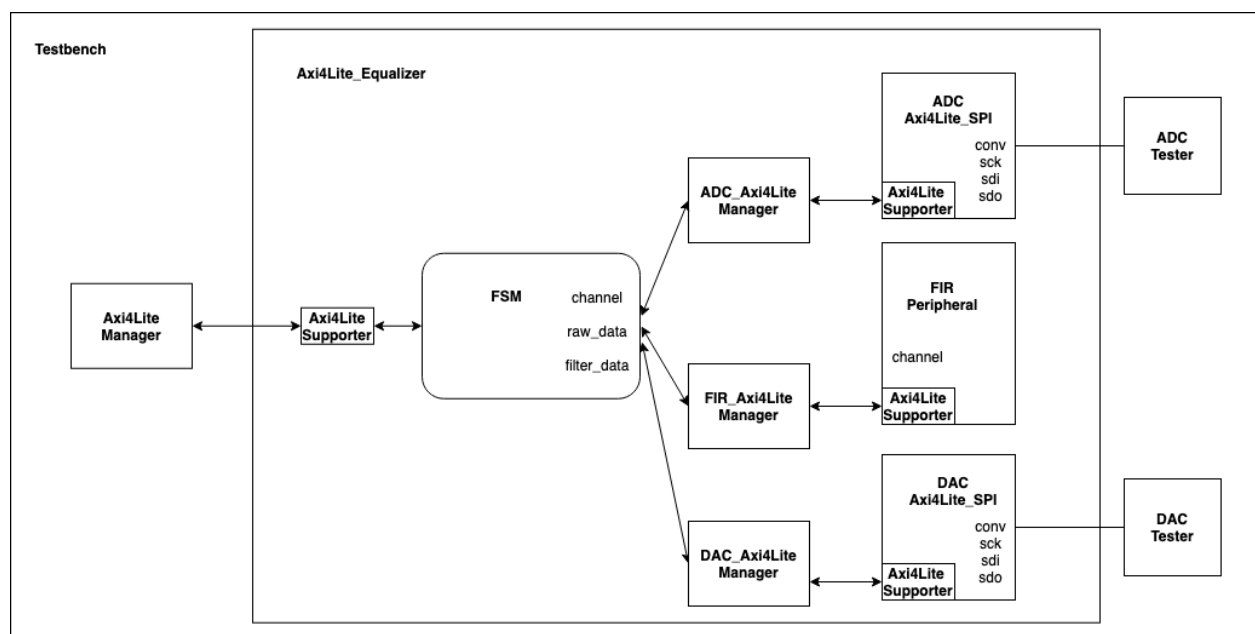 Testbench
Axi4Lite_Equalizer
ADC
Axi4Lite_SPI
conv
sck
sdi
sdo
Axi4Lite
Supporter
ADC
Tester
ADC_Axi4Lite
Manager
FSM
channel
raw_data
filter_data
Axi4Lite
Manager
Axi4Lite
Supporter
FIR
Peripheral
channel
Axi4Lite
Supporter
FIR_Axi4Lite
Manager
DAC
Axi4Lite_SPI
conv
sck
sdi
sdo
Axi4Lite
Supporter
DAC
Tester
DAC_Axi4Lite
Manager